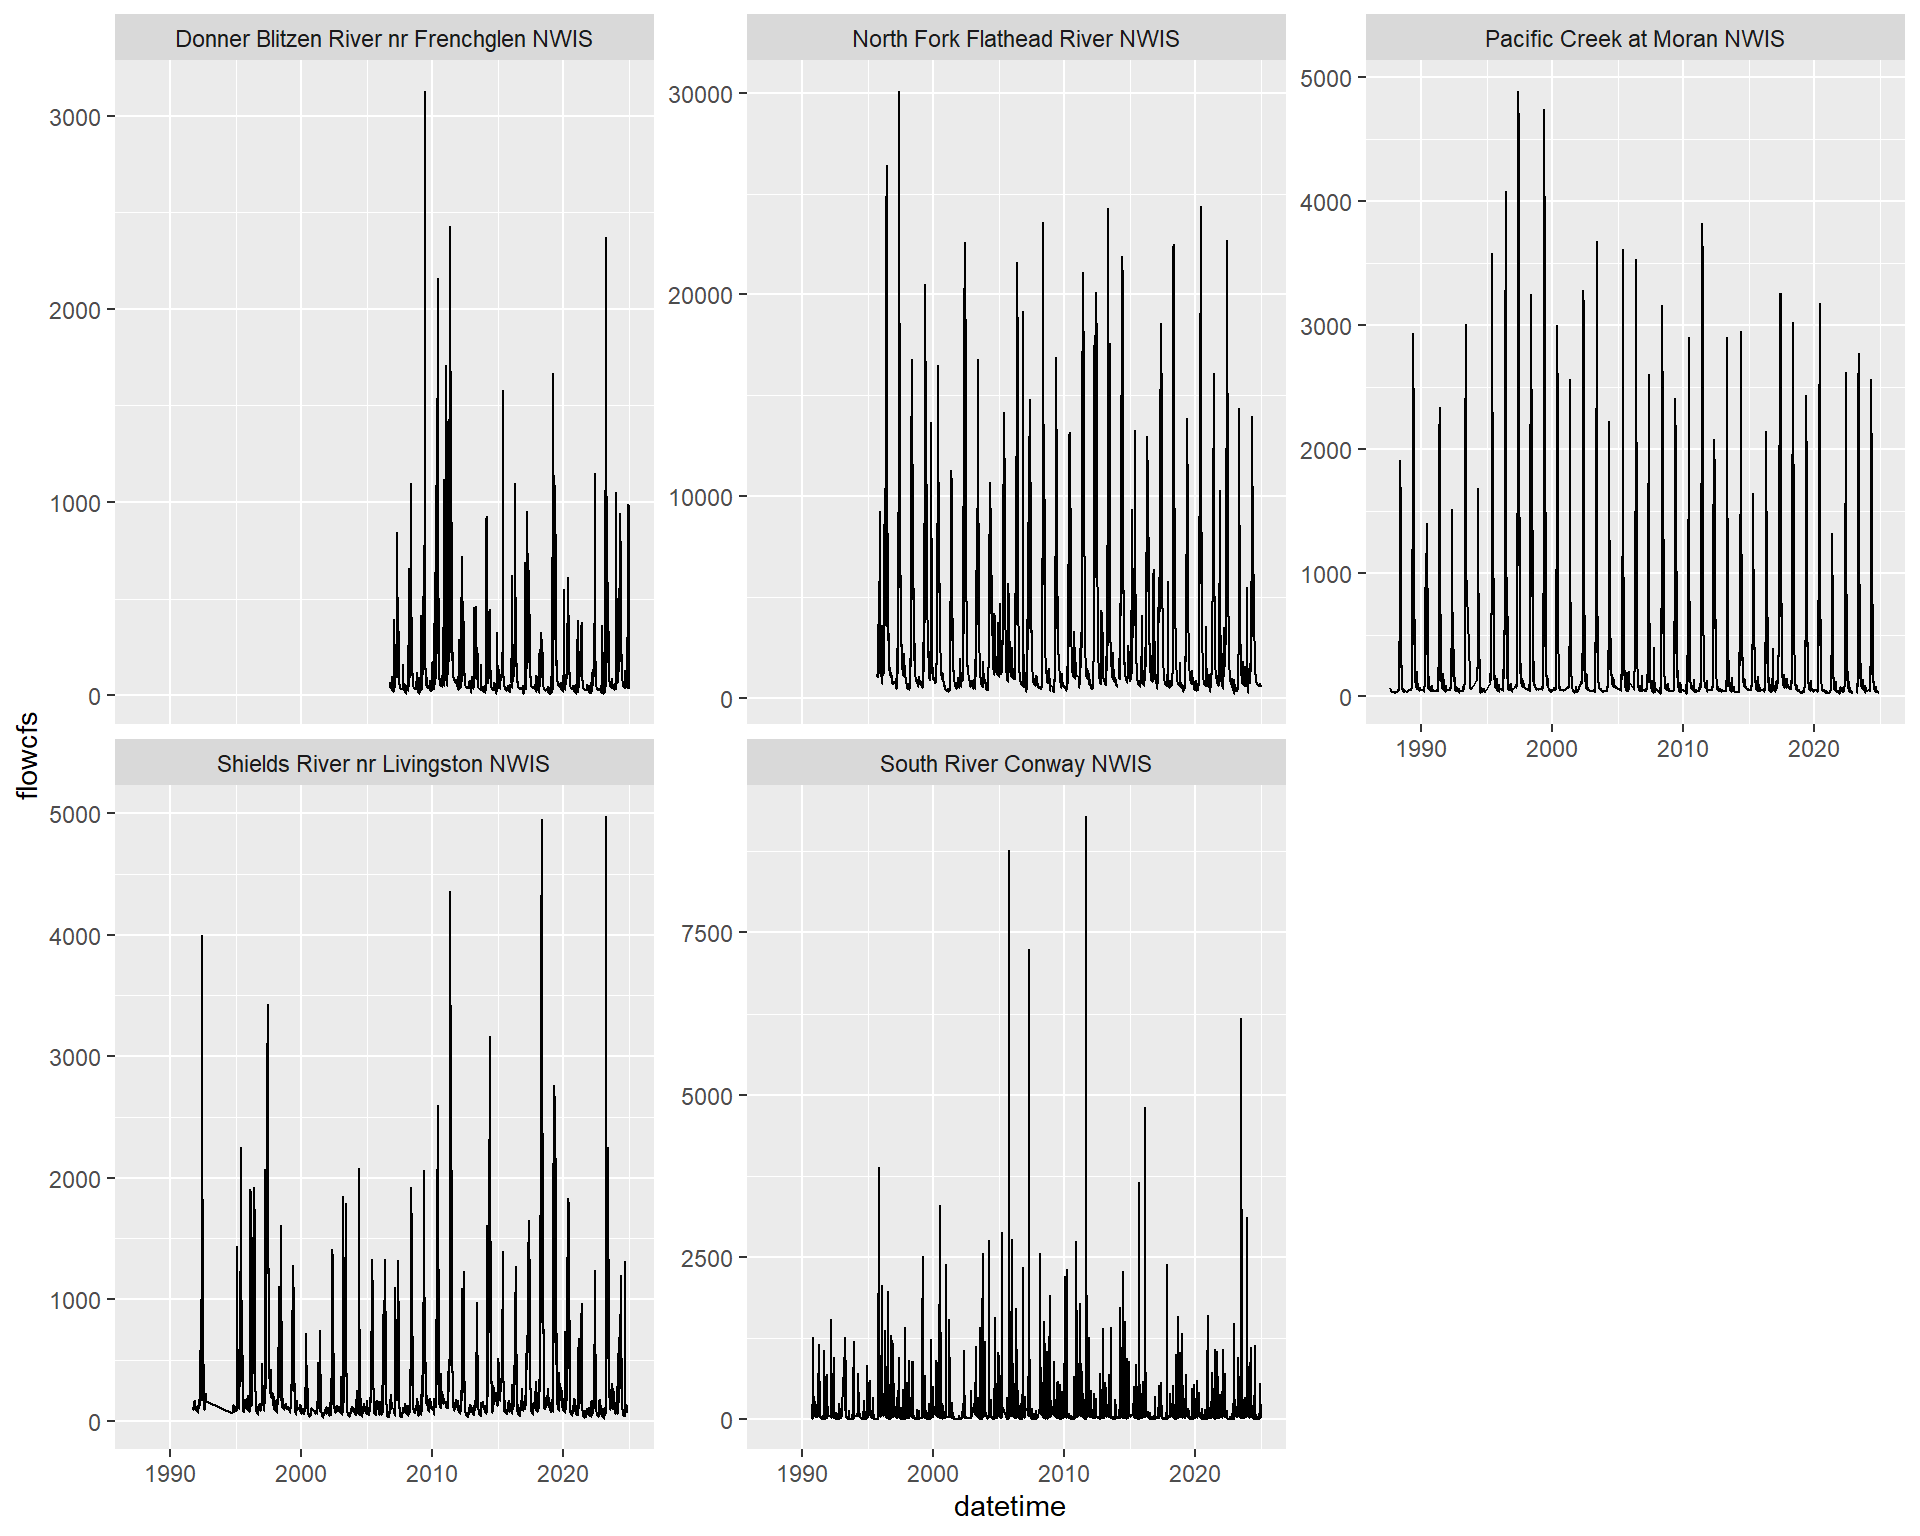 Donner Blitzen River nr Frenchglen NWIS
North Fork Flathead River NWIS
Pacific Creek at Moran NWIS
3000
2000
1000
0
30000
20000
10000
0
5000
4000
3000
2000
1000
0
1990 2000 2010 2020
flowcfs
Shields River nr Livingston NWIS
South River Conway NWIS
5000
4000
3000
2000
1000
0
7500
5000
2500
0
1990 2000 2010 2020
1990 2000 2010 2020
datetime